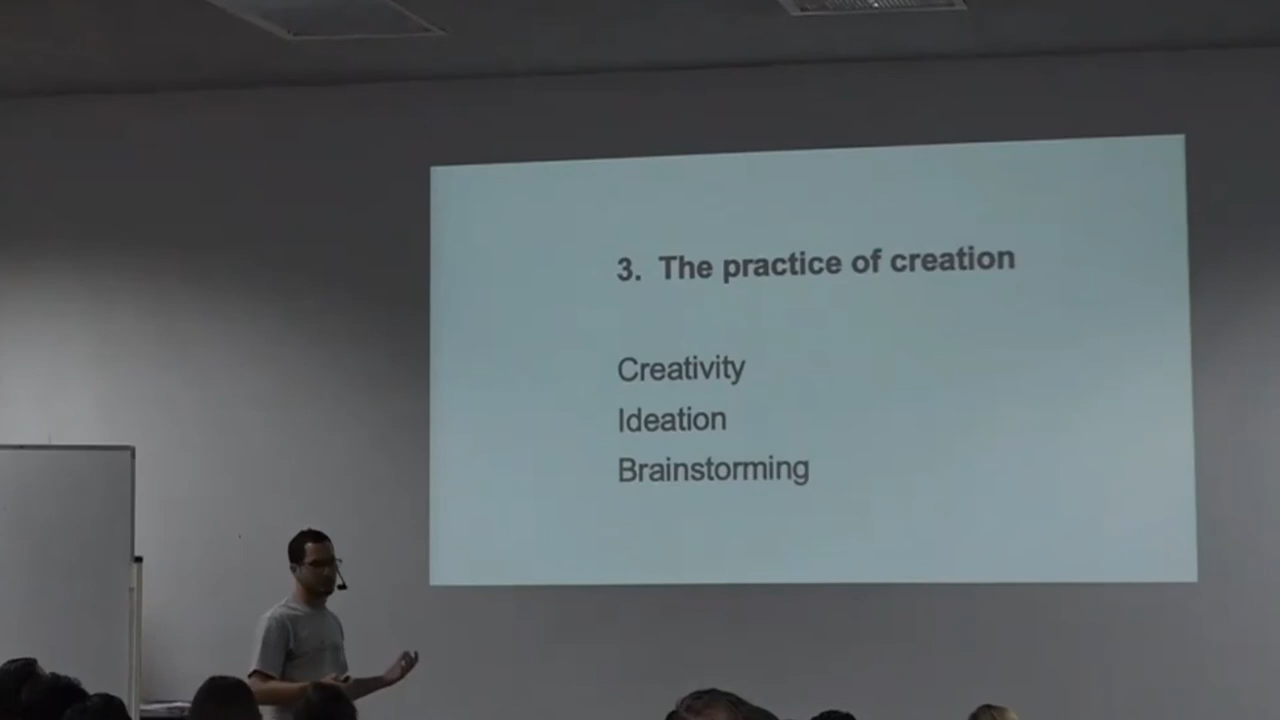 3. The practice of creation
Creativity
Ideation
Brainstorming